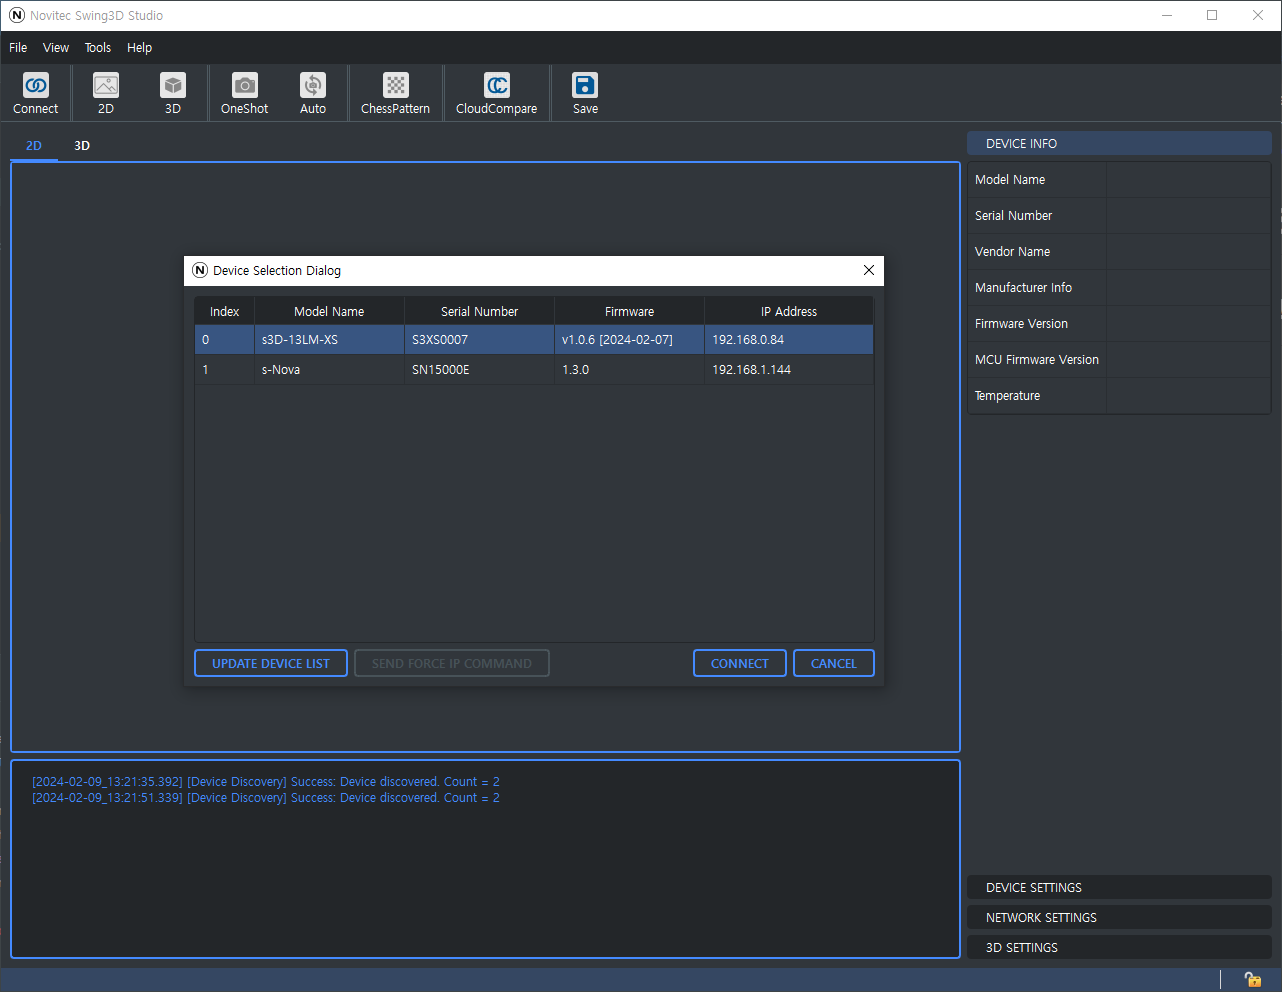 Novitec Swing3D Studio
File View Tools Help
Connect 2D 3D OneShot Auto ChessPattern CloudCompare Save
2D 3D
DEVICE INFO
Model Name
Serial Number
Vendor Name
Manufacturer Info
Firmware Version
MCU Firmware Version
Temperature
Device Selection Dialog
Index Model Name Serial Number Firmware IP Address
0 s3D-13LM-XS S3XS0007 v1.0.6 [2024-02-07] 192.168.0.84
1 s-Nova SN15000E 1.3.0 192.168.1.144
UPDATE DEVICE LIST SEND FORCE IP COMMAND CONNECT CANCEL
[2024-02-09_13:21:35.392] [Device Discovery] Success: Device discovered. Count = 2
[2024-02-09_13:21:51.339] [Device Discovery] Success: Device discovered. Count = 2
DEVICE SETTINGS
NETWORK SETTINGS
3D SETTINGS